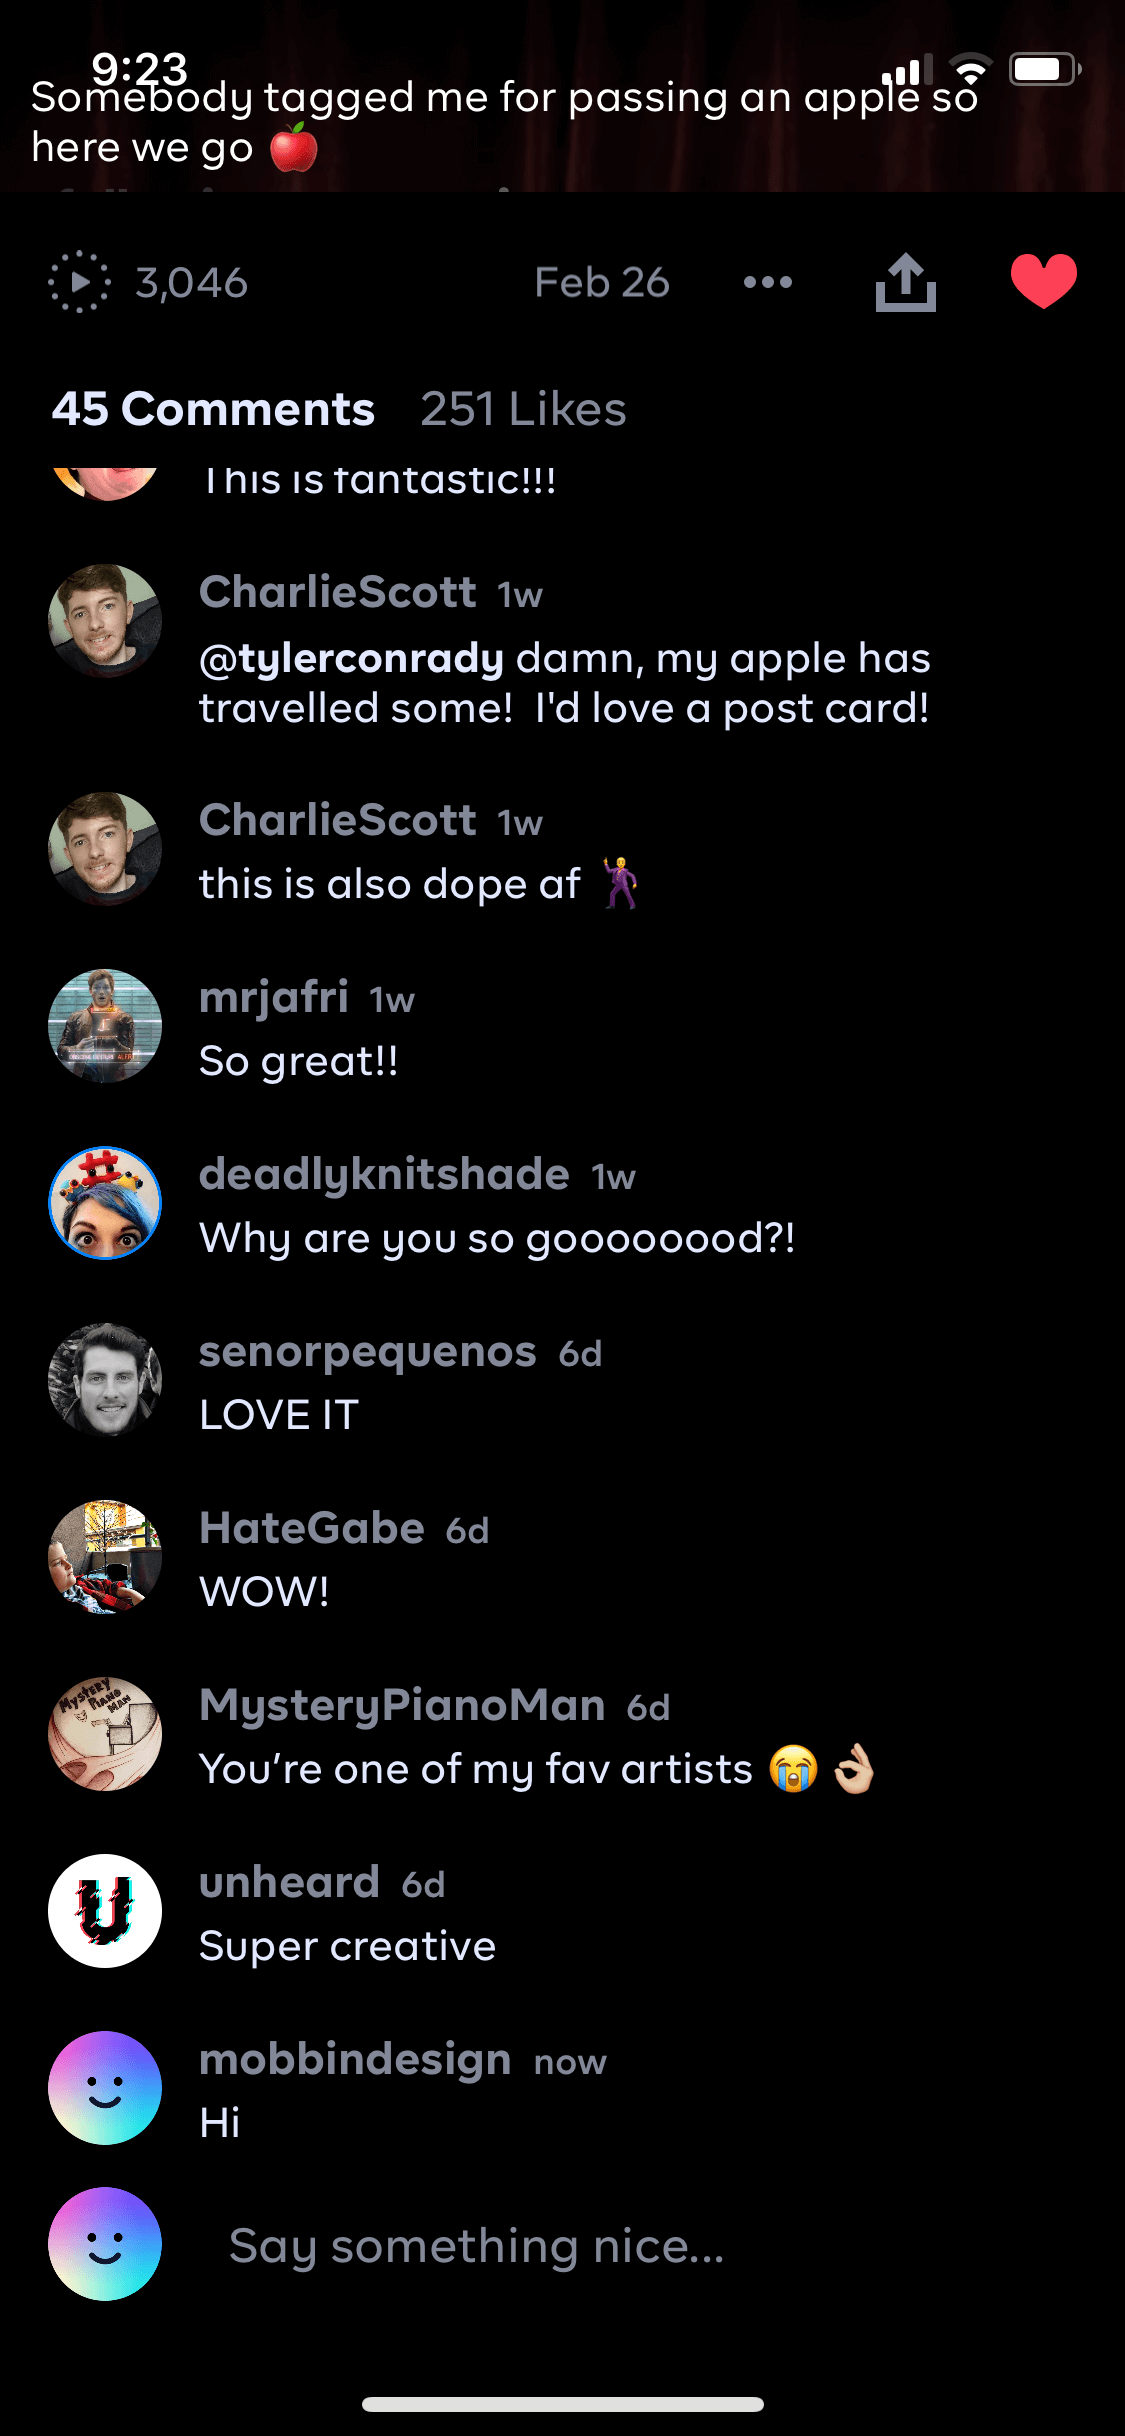 9:23
Somebody tagged me for passing an apple so
here we go 🍎
3,046
Feb 26
45 Comments 251 Likes
This is fantastic!!!
CharlieScott 1w
@tylerconrady damn, my apple has
travelled some! I'd love a post card!
CharlieScott 1w
this is also dope af 🕺
mrjafri 1w
So great!!
deadlyknitshade 1w
Why are you so goooooood?!
senorpequenos 6d
LOVE IT
HateGabe 6d
WOW!
MYSTERY
PIANO
MAN
MysteryPianoMan 6d
You're one of my fav artists 😭 👌🏼
U
unheard 6d
Super creative
mobbindesign now
Hi
Say something nice...